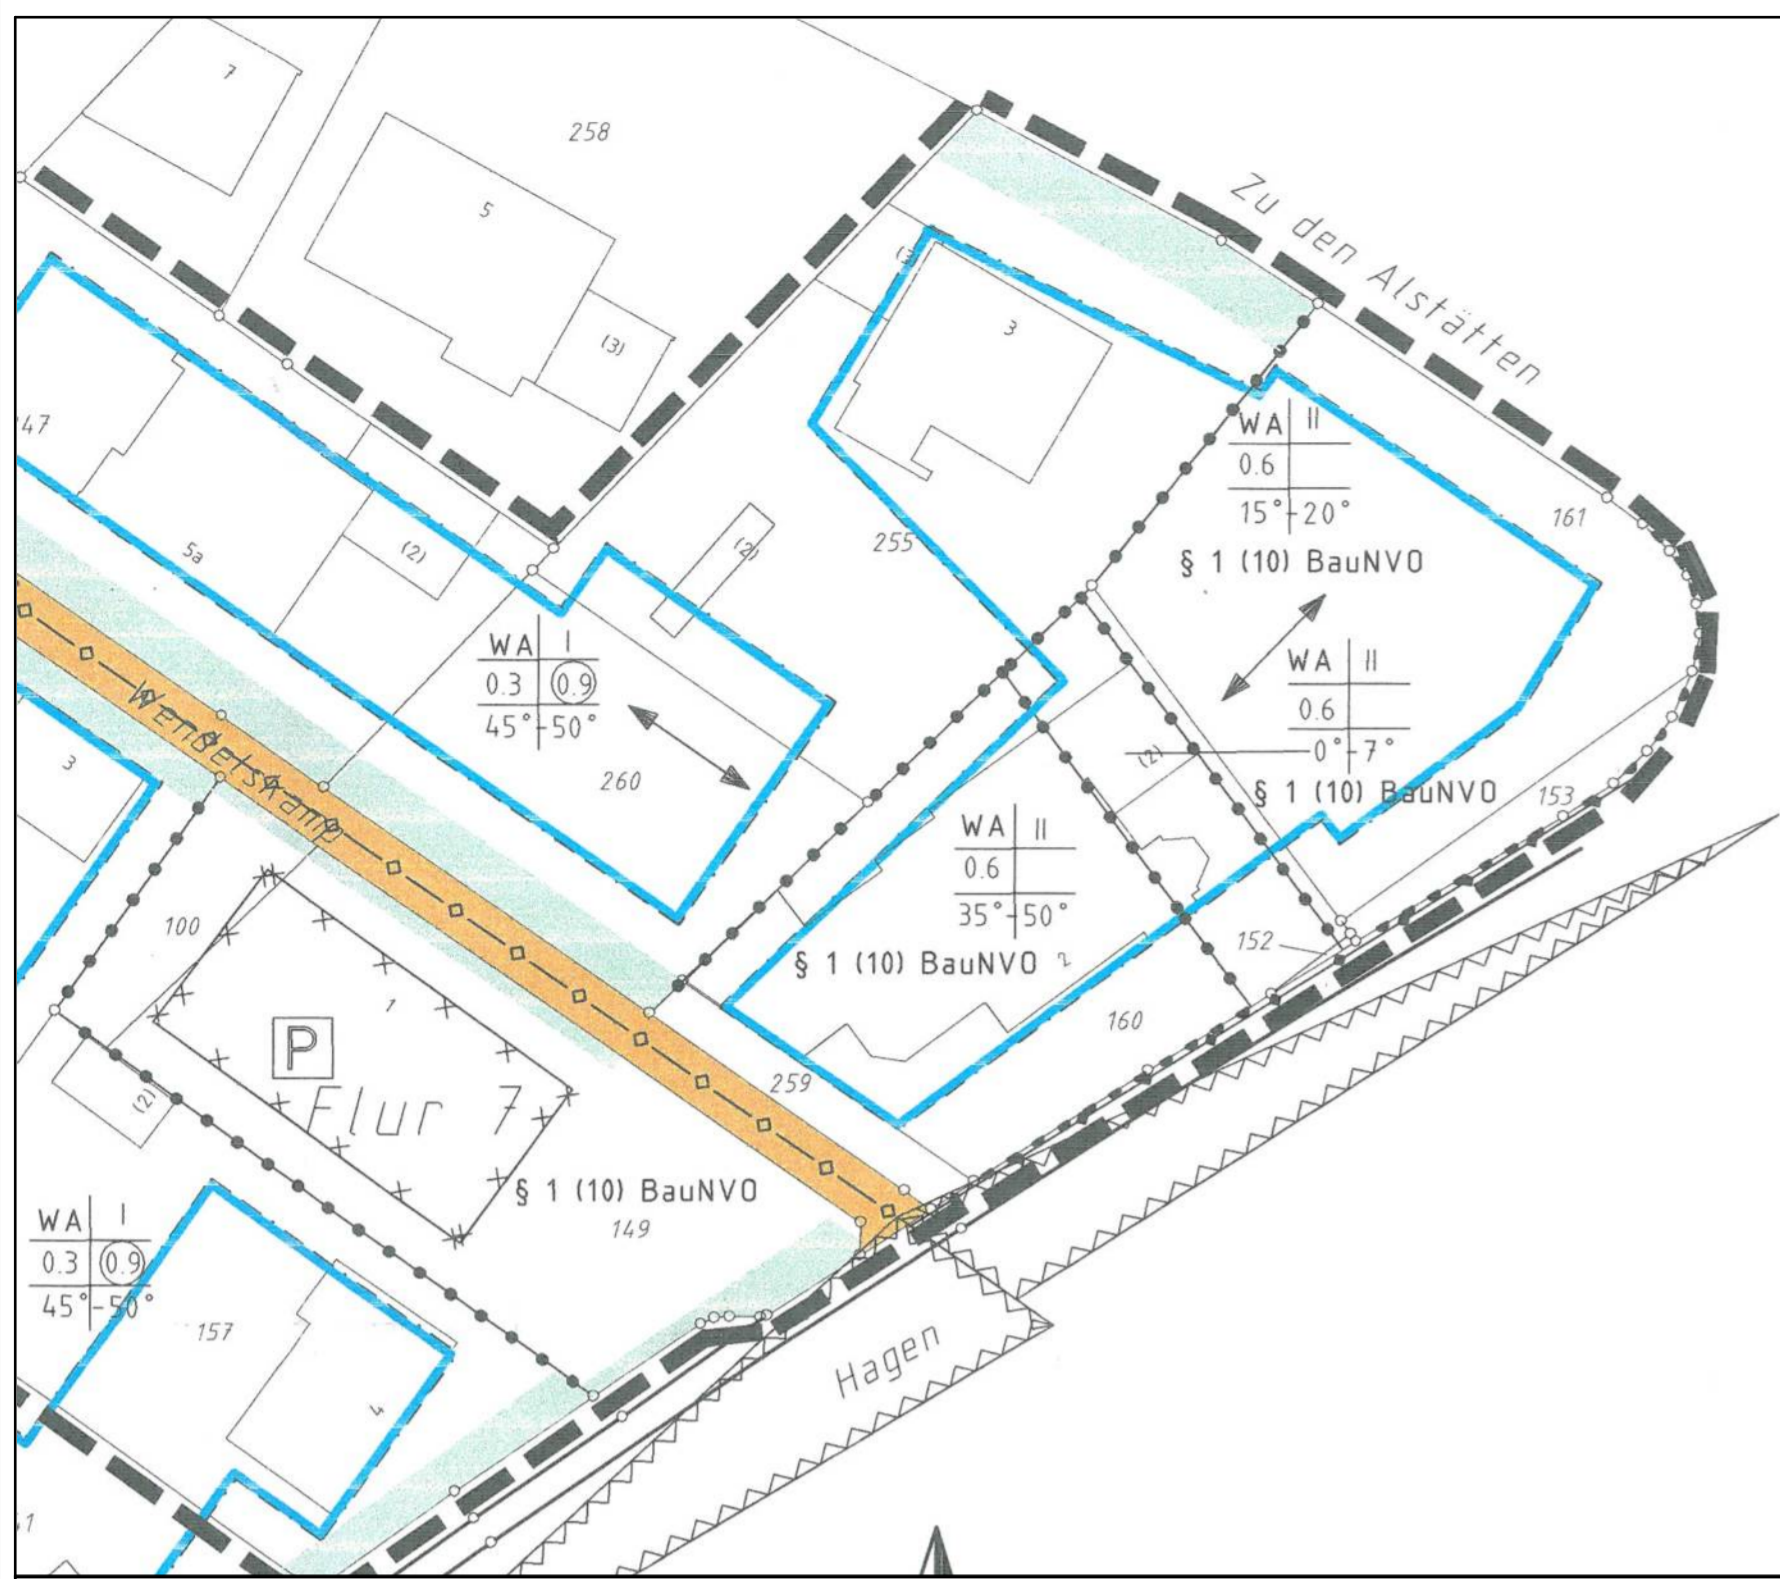 7
258
5
(3)
Zu den Alstätten
3
147
WA II
0.6
15°-20°
§ 1 (10) BauNVO
161
255
(2)
5a
(2)
WA I
0.3 0.9
45°-50°
WA II
0.6
0°-7°
§ 1 (10) BauNVO
(2)
153
Wendelskamp
3
260
WA II
0.6
35°-50°
§ 1 (10) BauNVO
2
152
100
1
160
P
259
Flur 7
(2)
§ 1 (10) BauNVO
149
WA I
0.3 0.9
45°-50°
157
4
Hagen